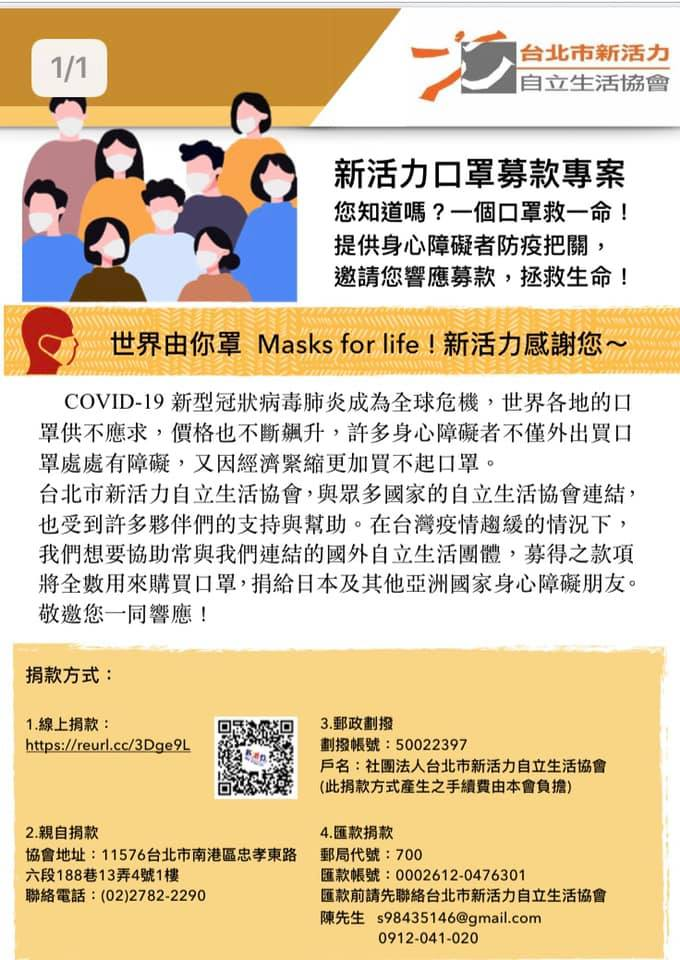 1/1
台北市新活力
自立生活協會
新活力口罩募款專案
您知道嗎？一個口罩救一命！
提供身心障礙者防疫把關，
邀請您響應募款，拯救生命！
世界由你罩 Masks for life！新活力感謝您～
COVID-19 新型冠狀病毒肺炎成為全球危機，世界各地的口
罩供不應求，價格也不斷飆升，許多身心障礙者不僅外出買口
罩處處有障礙，又因經濟緊縮更加買不起口罩。
台北市新活力自立生活協會，與眾多國家的自立生活協會連結，
也受到許多夥伴們的支持與幫助。在台灣疫情趨緩的情況下，
我們想要協助常與我們連結的國外自立生活團體，募得之款項
將全數用來購買口罩，捐給日本及其他亞洲國家身心障礙朋友。
敬邀您一同響應！
捐款方式：
1.線上捐款：
https://reurl.cc/3Dge9L
2.親自捐款
協會地址：11576台北市南港區忠孝東路
六段188巷13弄4號1樓
聯絡電話：(02)2782-2290
3.郵政劃撥
劃撥帳號：50022397
戶名：社團法人台北市新活力自立生活協會
(此捐款方式產生之手續費由本會負擔)
4.匯款捐款
郵局代號：700
匯款帳號：0002612-0476301
匯款前請先聯絡台北市新活力自立生活協會
陳先生 s98435146@gmail.com
0912-041-020